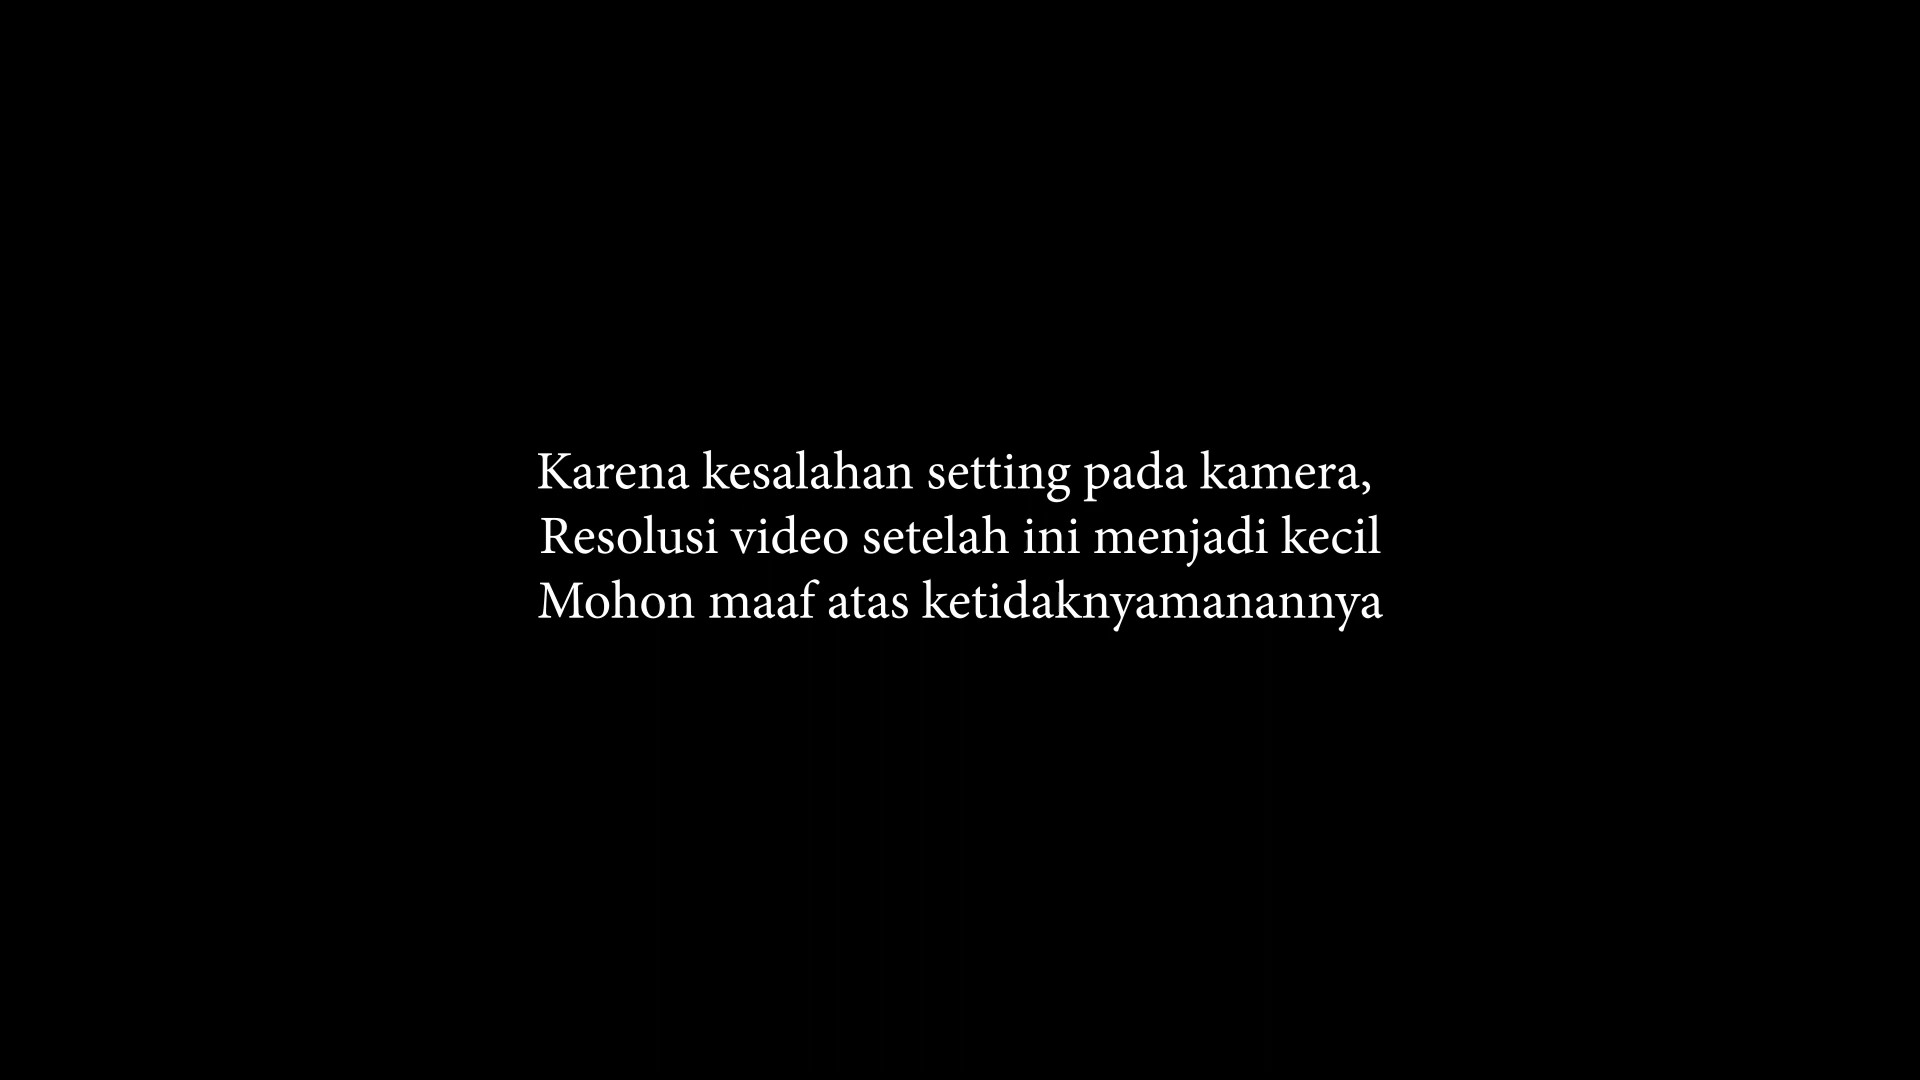 Karena kesalahan setting pada kamera,
Resolusi video setelah ini menjadi kecil
Mohon maaf atas ketidaknyamanannya